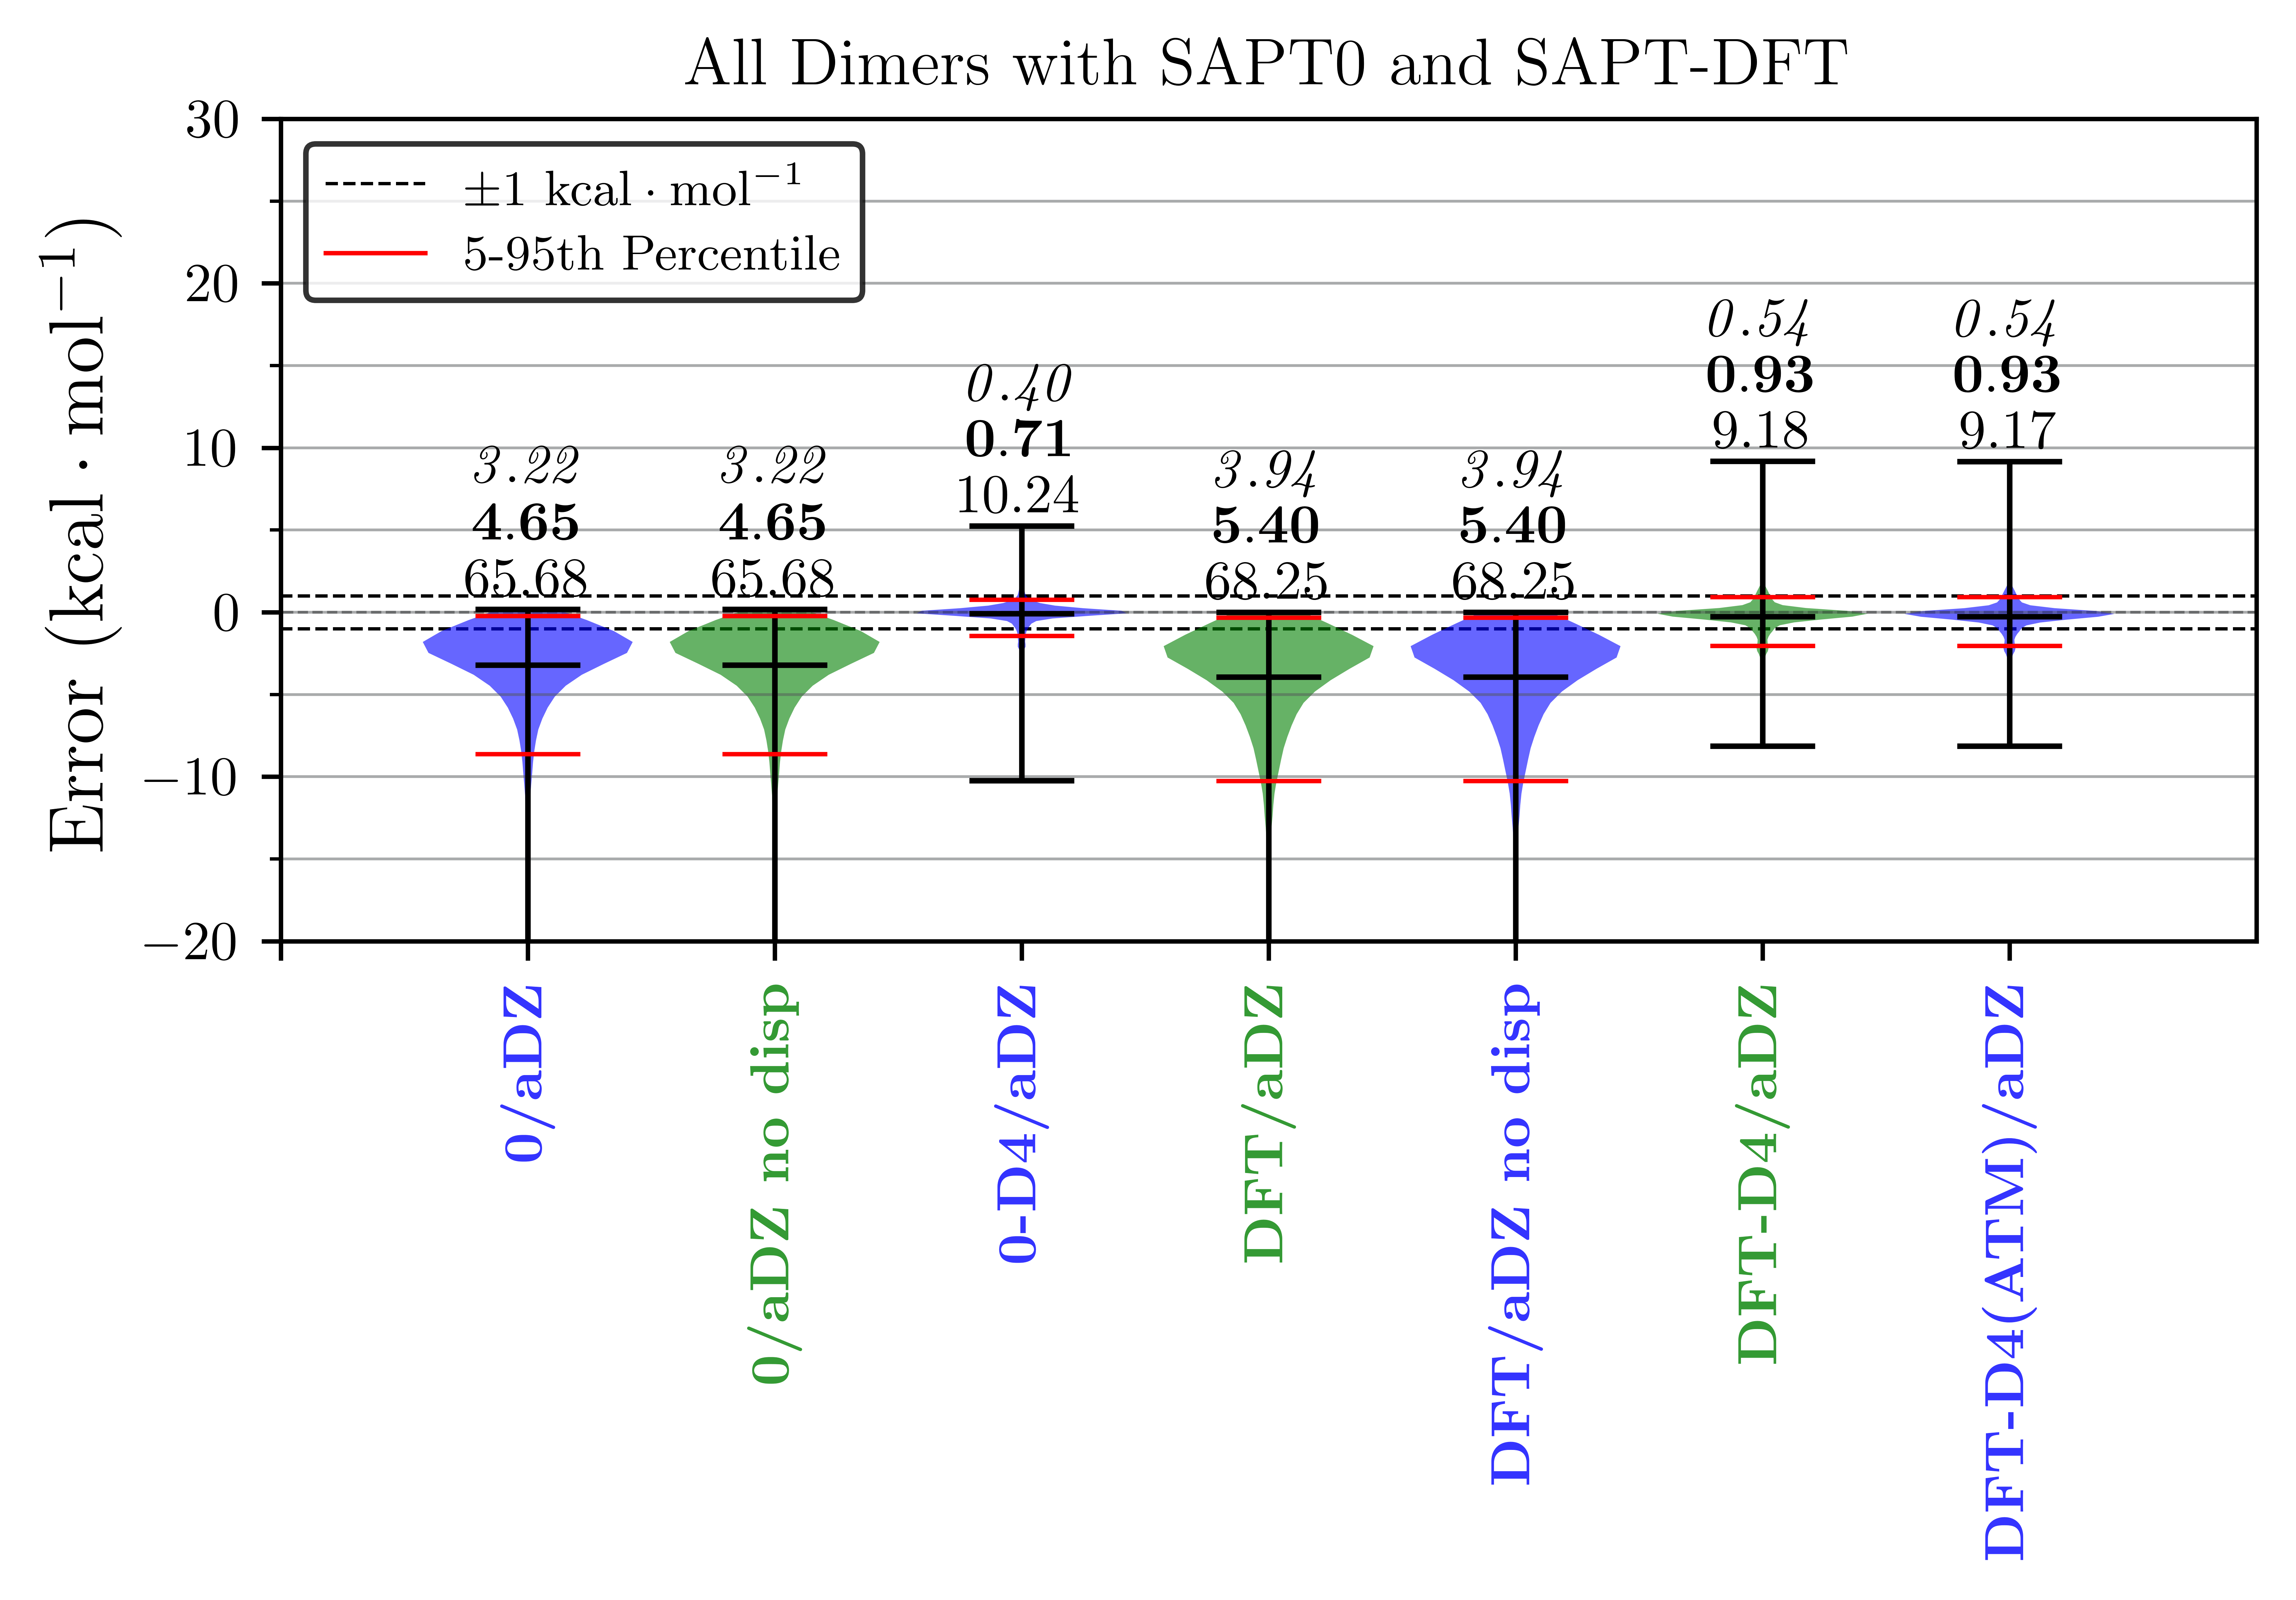 All Dimers with SAPT0 and SAPT-DFT
Error (kcal · mol⁻¹)
30
20
10
0
−10
−20
±1 kcal · mol⁻¹
5-95th Percentile
3.22
4.65
65.68
3.22
4.65
65.68
0.40
0.71
10.24
3.94
5.40
68.25
3.94
5.40
68.25
0.54
0.93
9.18
0.54
0.93
9.17
0/aDZ
0/aDZ no disp
0-D4/aDZ
DFT/aDZ
DFT/aDZ no disp
DFT-D4/aDZ
DFT-D4(ATM)/aDZ